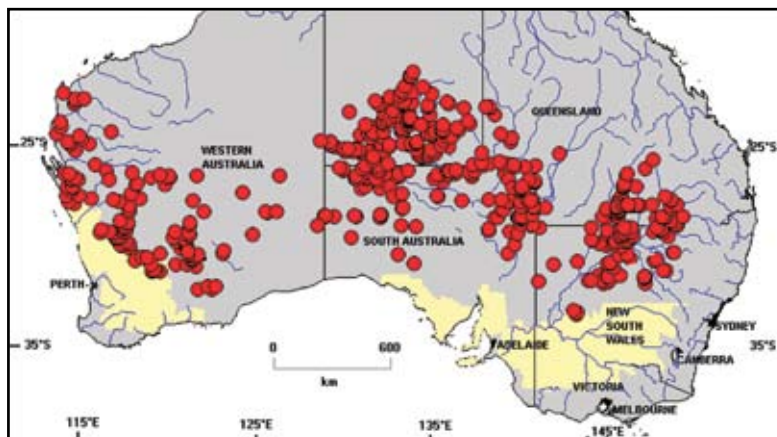 QUEENSLAND
25°S
25°S
WESTERN
AUSTRALIA
SOUTH AUSTRALIA
PERTH
NEW
SOUTH
WALES
SYDNEY
35°S
ADELAIDE
35°S
0 600
CANBERRA
km
VICTORIA
MELBOURNE
115°E
125°E
135°E
145°E